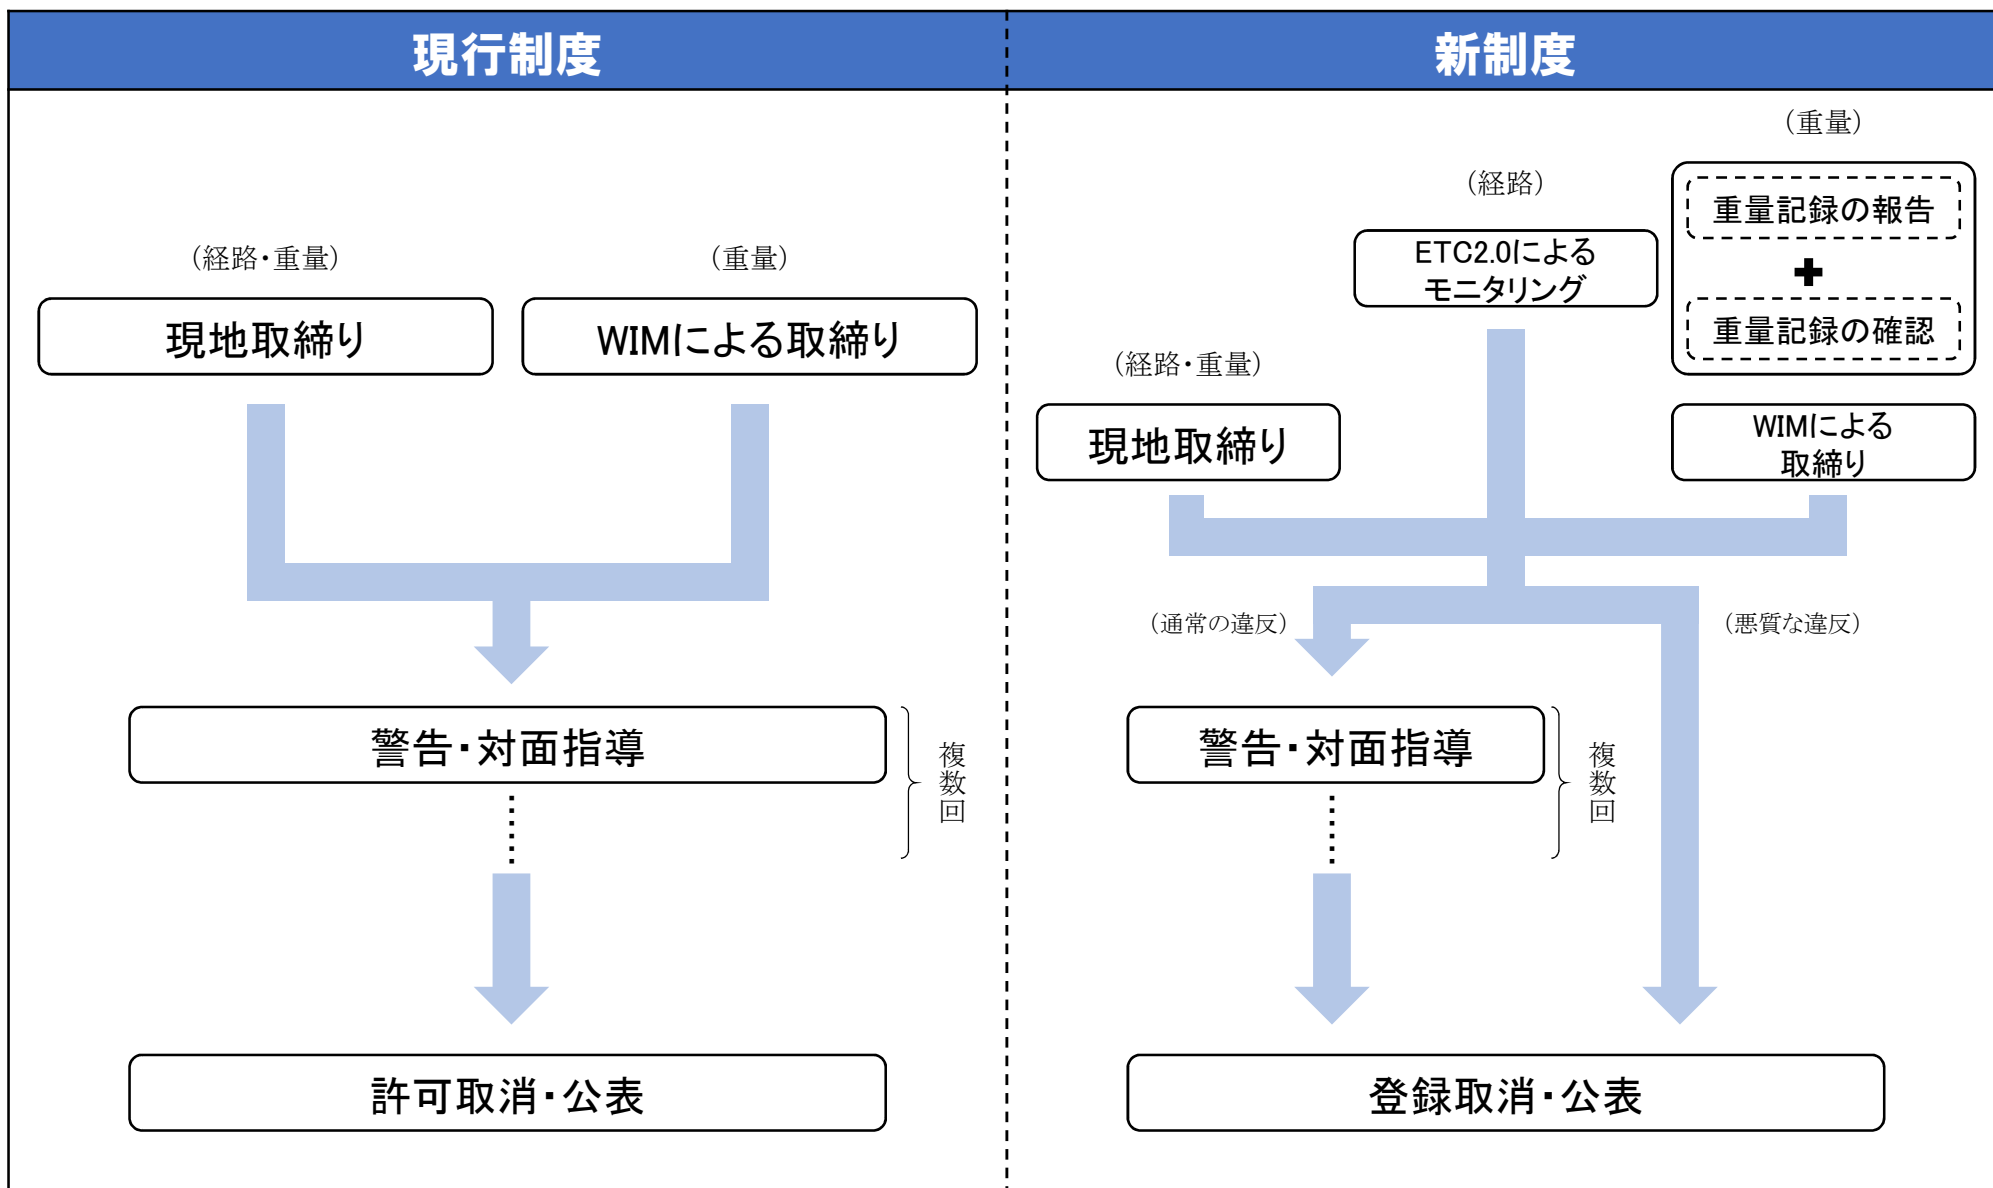 現行制度
新制度
（経路・重量）
（重量）
現地取締り
WIMによる取締り
警告・対面指導
複数回
許可取消・公表
（重量）
（経路）
重量記録の報告
+
重量記録の確認
ETC2.0による
モニタリング
（経路・重量）
現地取締り
WIMによる
取締り
（通常の違反）
（悪質な違反）
警告・対面指導
複数回
登録取消・公表